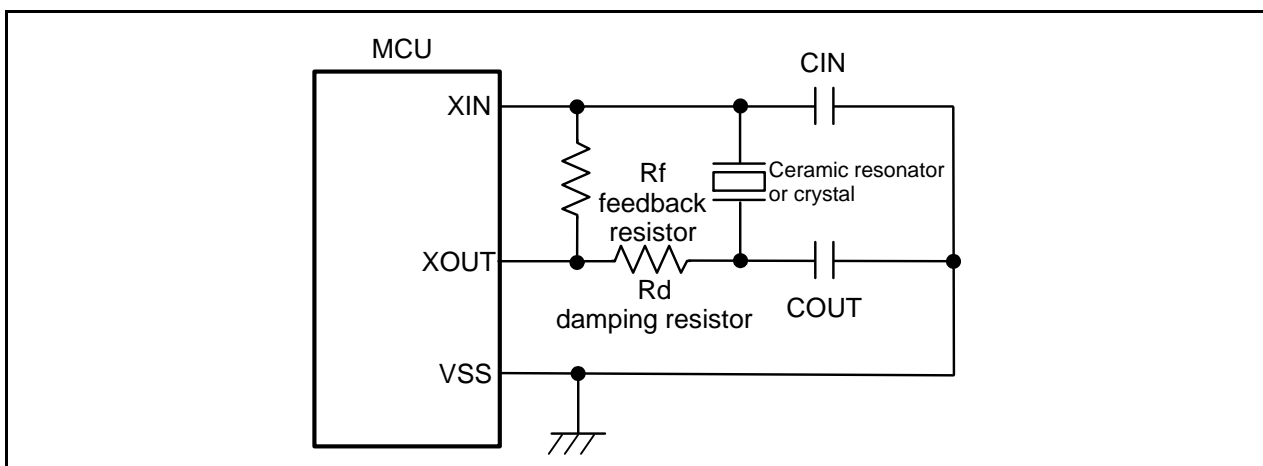 MCU
CIN
XIN
Rf
feedback
resistor
Ceramic resonator
or crystal
XOUT
Rd
damping resistor
COUT
VSS